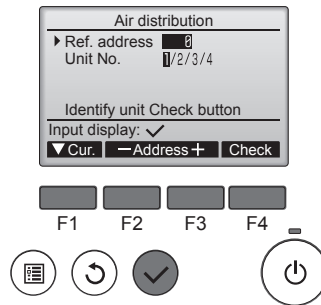 Air distribution
Ref. address 0
Unit No. 1/2/3/4
Identify unit Check button
Input display: ✓
▼ Cur. − Address + Check
F1 F2 F3 F4